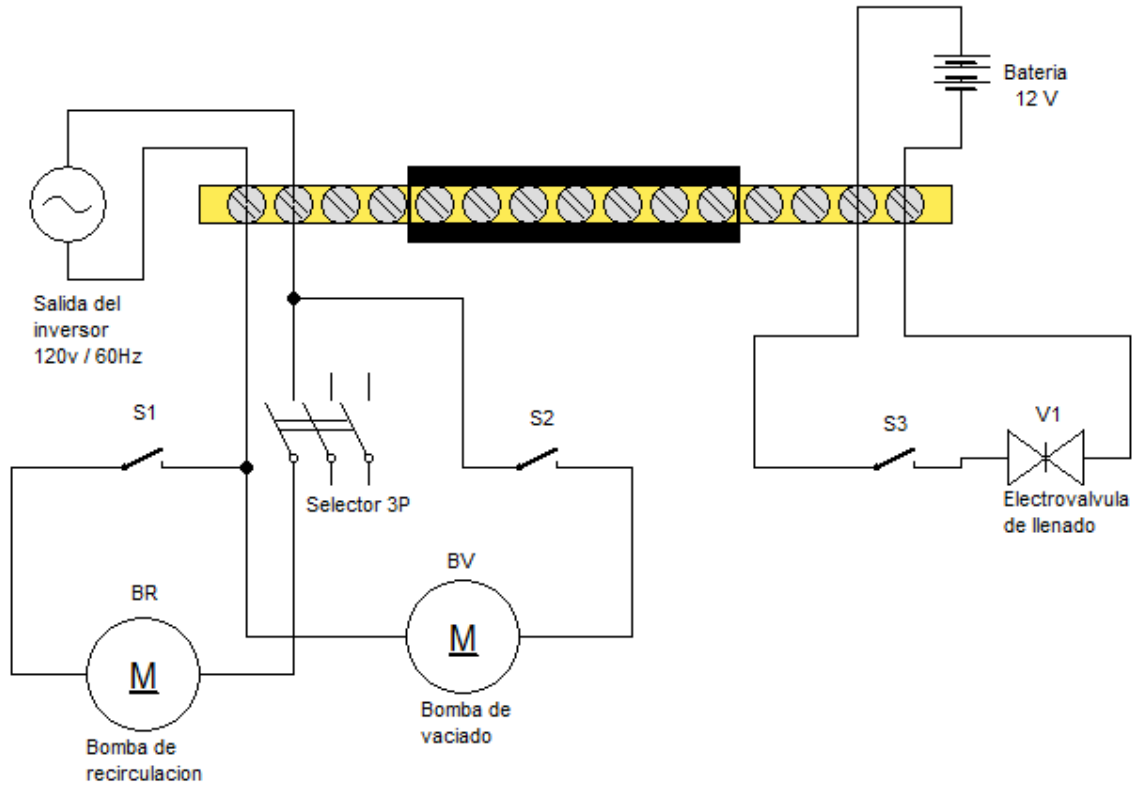 Bateria
12 V
Salida del
inversor
120v / 60Hz
S1
S2
S3
V1
Selector 3P
Electrovalvula
de llenado
BR
BV
M
M
Bomba de
vaciado
Bomba de
recirculacion